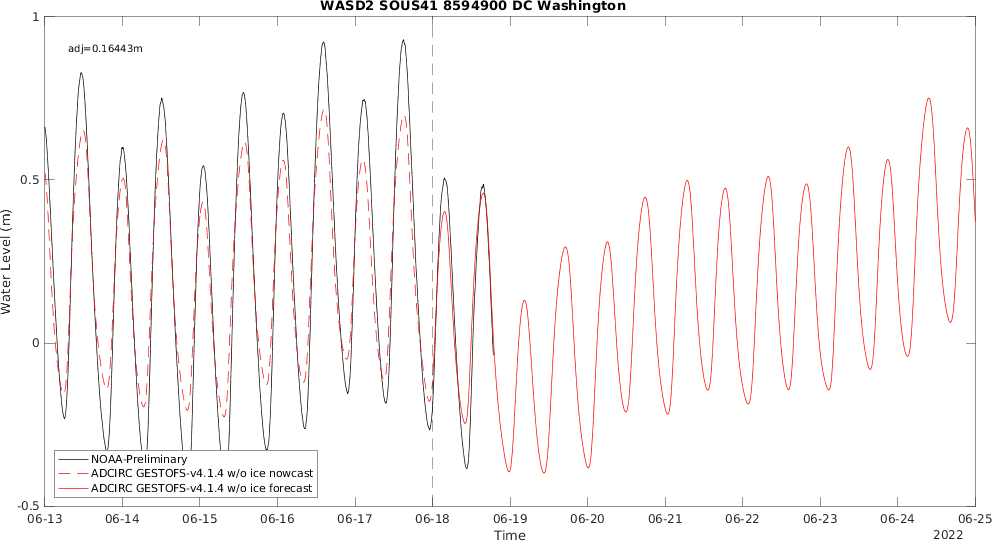 WASD2 SOUS41 8594900 DC Washington
adj=0.16443m
1
0.5
0
-0.5
Water Level (m)
NOAA-Preliminary
ADCIRC GESTOFS-v4.1.4 w/o ice nowcast
ADCIRC GESTOFS-v4.1.4 w/o ice forecast
06-13 06-14 06-15 06-16 06-17 06-18 06-19 06-20 06-21 06-22 06-23 06-24 06-25
Time
2022